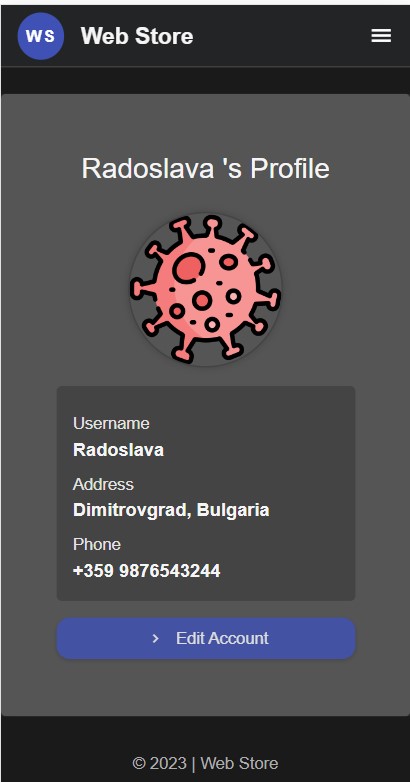 WS Web Store
Radoslava 's Profile
Username
Radoslava
Address
Dimitrovgrad, Bulgaria
Phone
+359 9876543244
Edit Account
© 2023 | Web Store